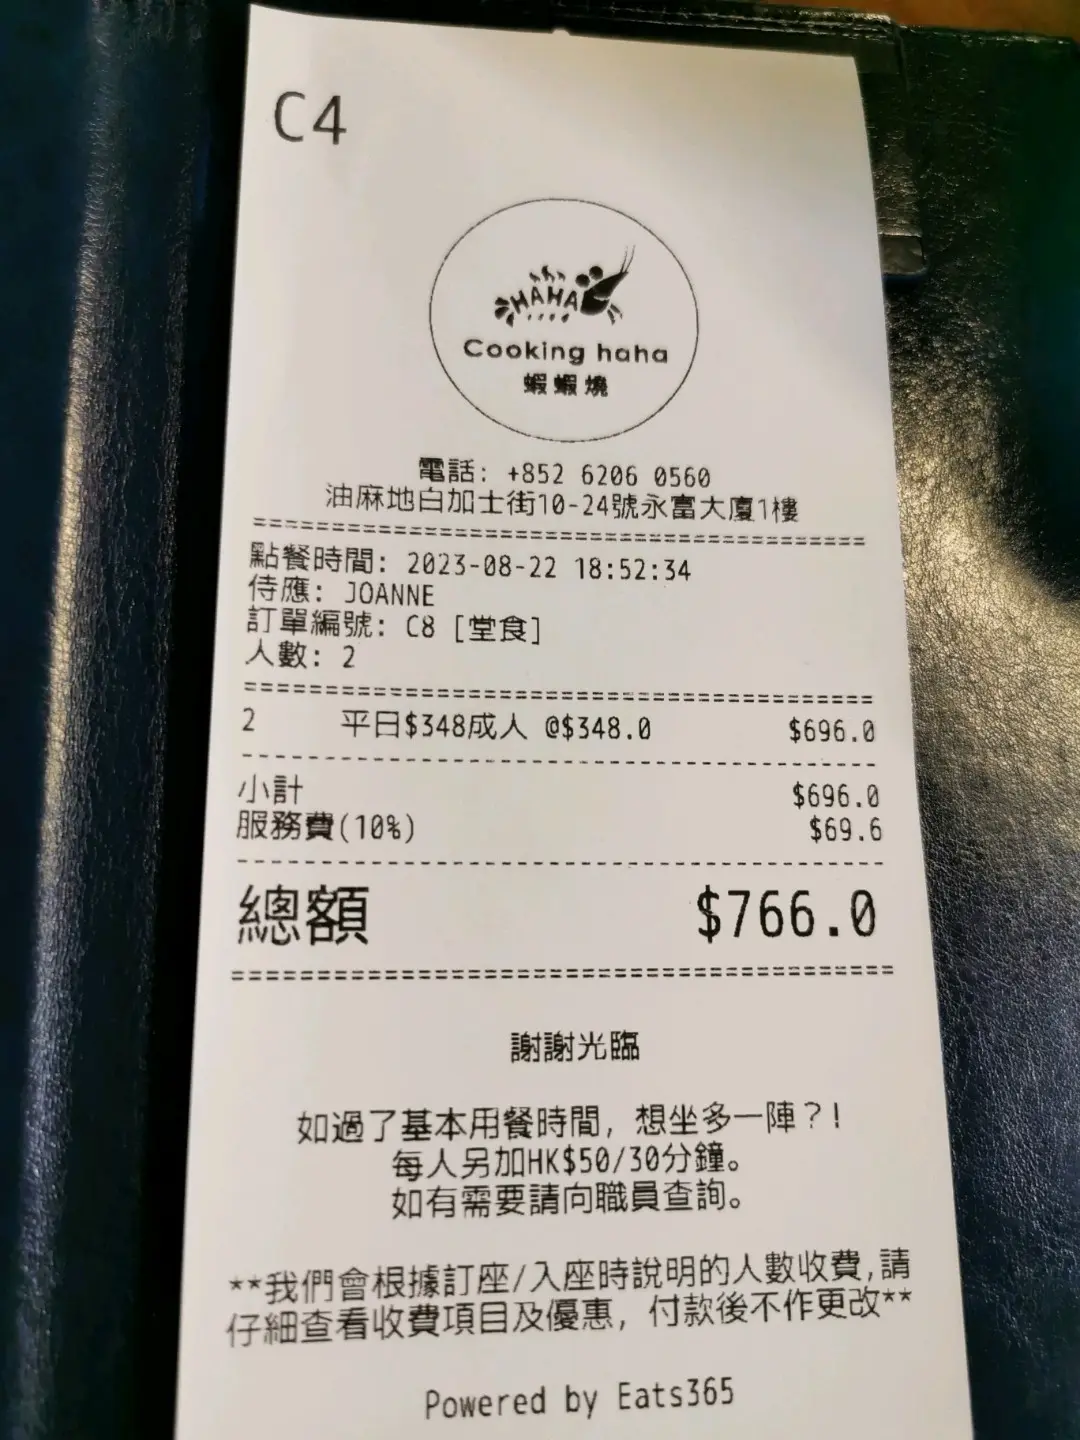 C4
HAHA
Cooking haha
蝦蝦燒
電話: +852 6206 0560
油麻地白加士街10-24號永富大廈1樓
========================================
點餐時間: 2023-08-22 18:52:34
侍應: JOANNE
訂單編號: C8 [堂食]
人數: 2
========================================
2 平日$348成人 @$348.0 $696.0
----------------------------------------
小計 $696.0
服務費(10%) $69.6
----------------------------------------
總額 $766.0
========================================
謝謝光臨
如過了基本用餐時間, 想坐多一陣?!
每人另加HK$50/30分鐘。
如有需要請向職員查詢。
**我們會根據訂座/入座時說明的人數收費,請
仔細查看收費項目及優惠, 付款後不作更改**
Powered by Eats365